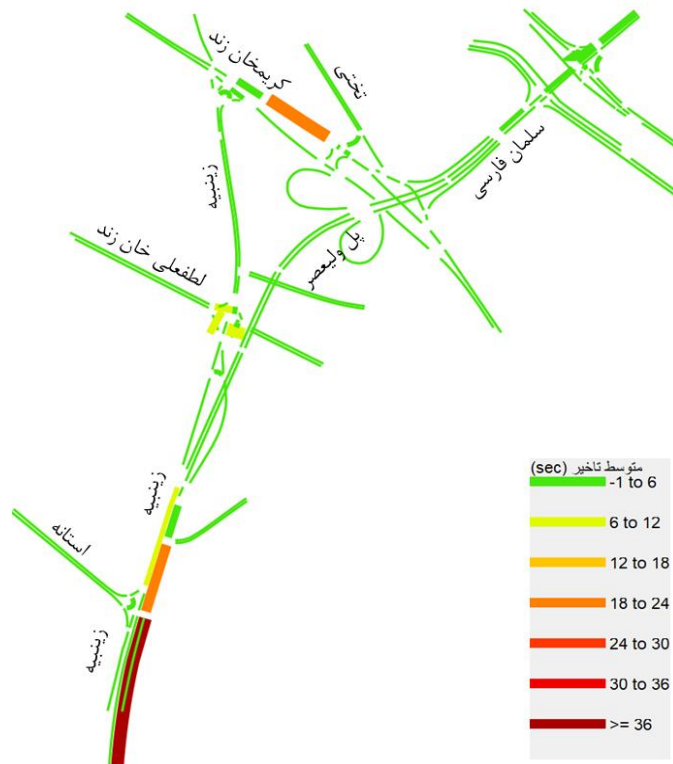 کریمخان زند
تختی
سلمان فارسی
زینبیه
لطفعلی خان زند
پل ولیعصر
زینبیه
استانه
زینبیه
متوسط تاخیر (sec)
-1 to 6
6 to 12
12 to 18
18 to 24
24 to 30
30 to 36
>= 36